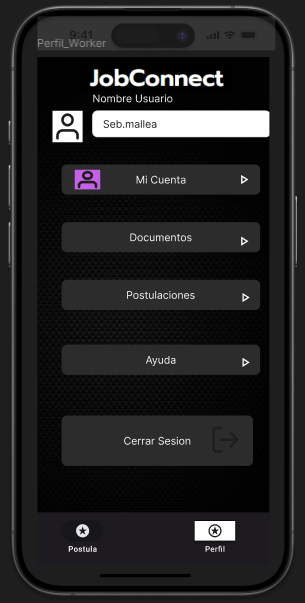 9:41
Perfil_Worker
JobConnect
Nombre Usuario
Seb.mallea
Mi Cuenta
Documentos
Postulaciones
Ayuda
Cerrar Sesion
Postula
Perfil